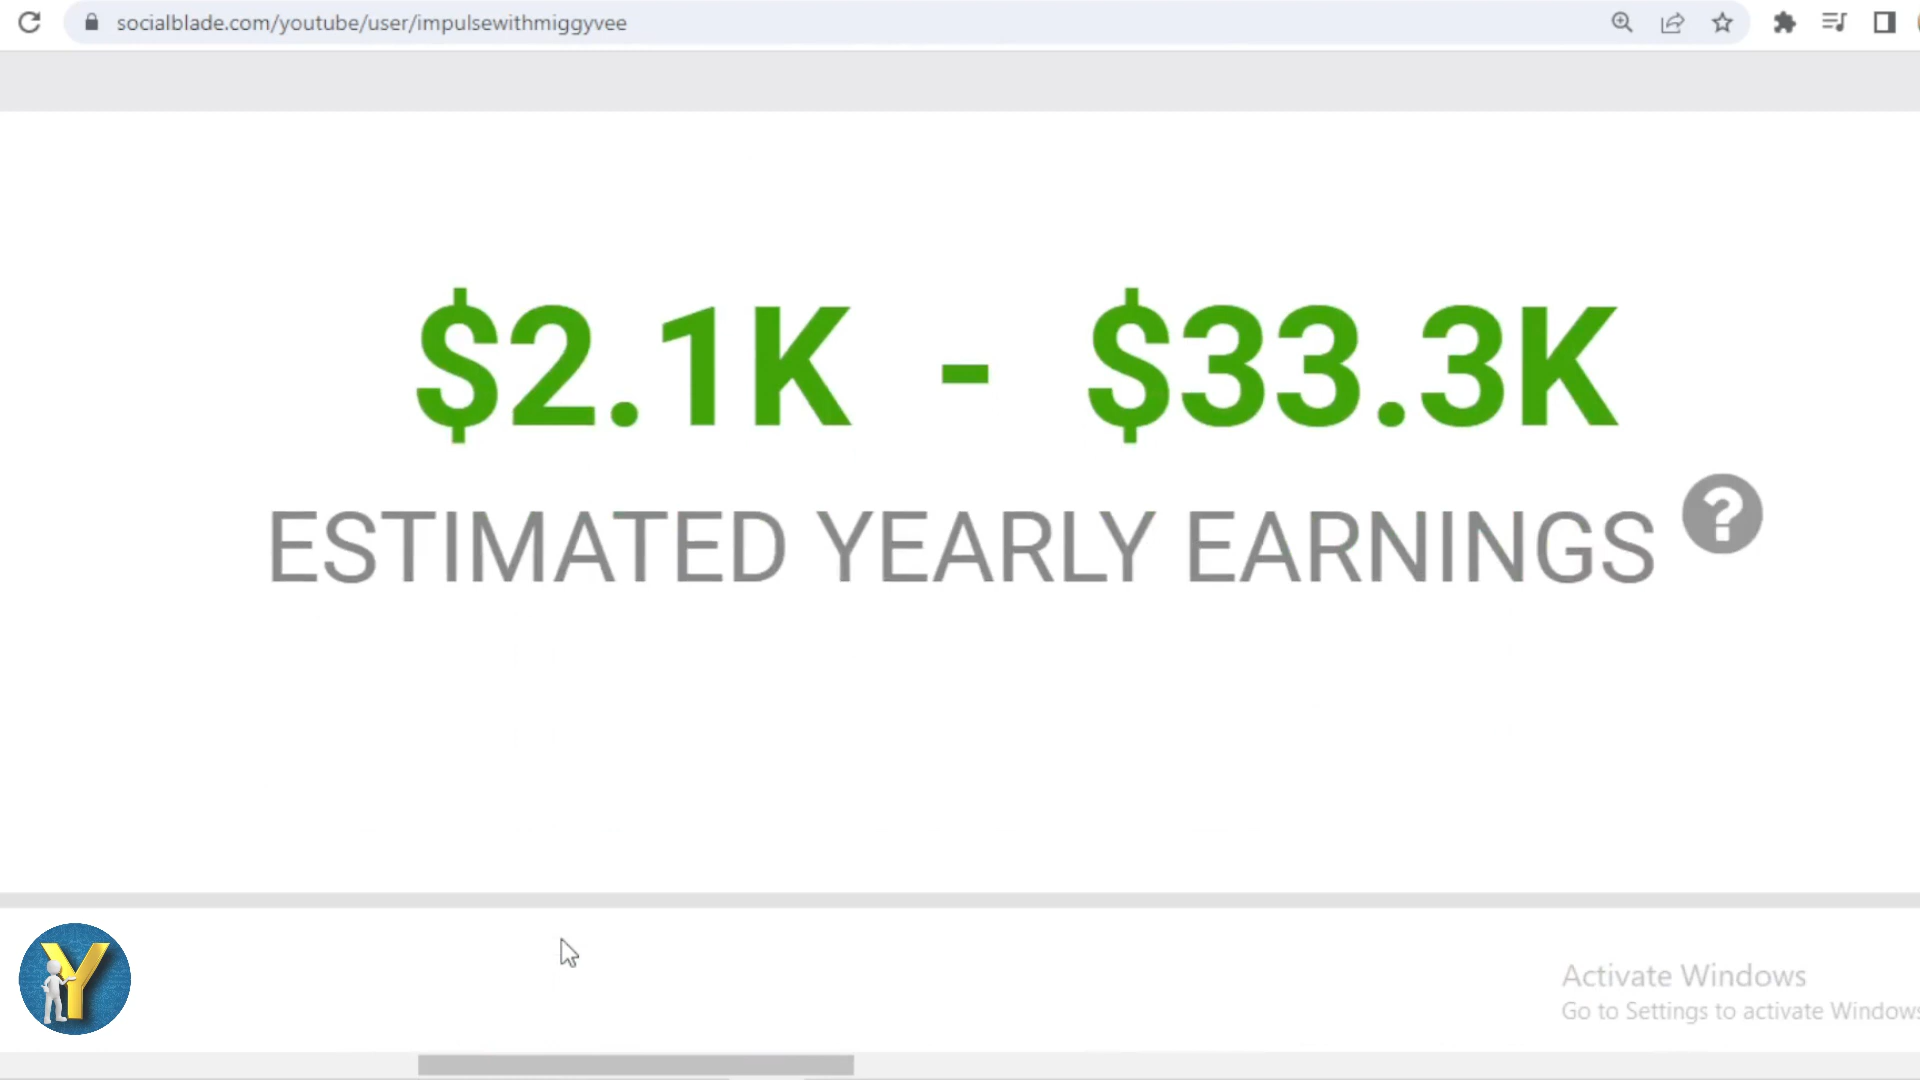 socialblade.com/youtube/user/impulsewithmiggyvee
$2.1K - $33.3K
ESTIMATED YEARLY EARNINGS ?
Y
Activate Windows
Go to Settings to activate Windows